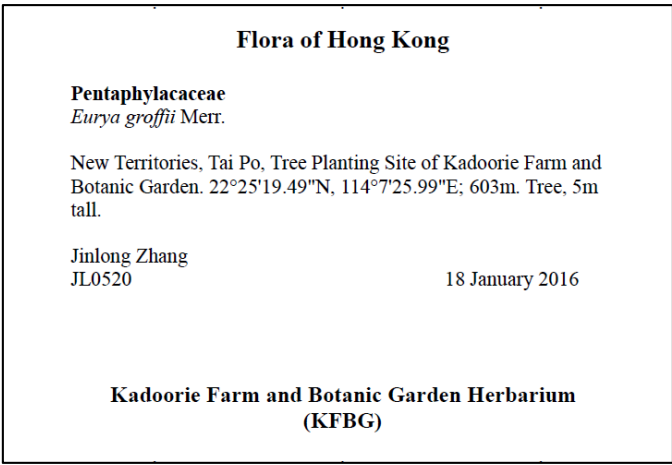 Flora of Hong Kong
Pentaphylacaceae
Eurya groffii Merr.
New Territories, Tai Po, Tree Planting Site of Kadoorie Farm and
Botanic Garden. 22°25'19.49"N, 114°7'25.99"E; 603m. Tree, 5m
tall.
Jinlong Zhang
JL0520 18 January 2016
Kadoorie Farm and Botanic Garden Herbarium
(KFBG)